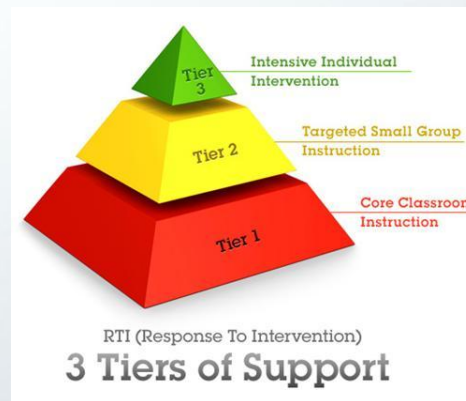 Tier
3
Intensive Individual
Intervention
Tier 2
Targeted Small Group
Instruction
Tier 1
Core Classroom
Instruction
RTI (Response To Intervention)
3 Tiers of Support